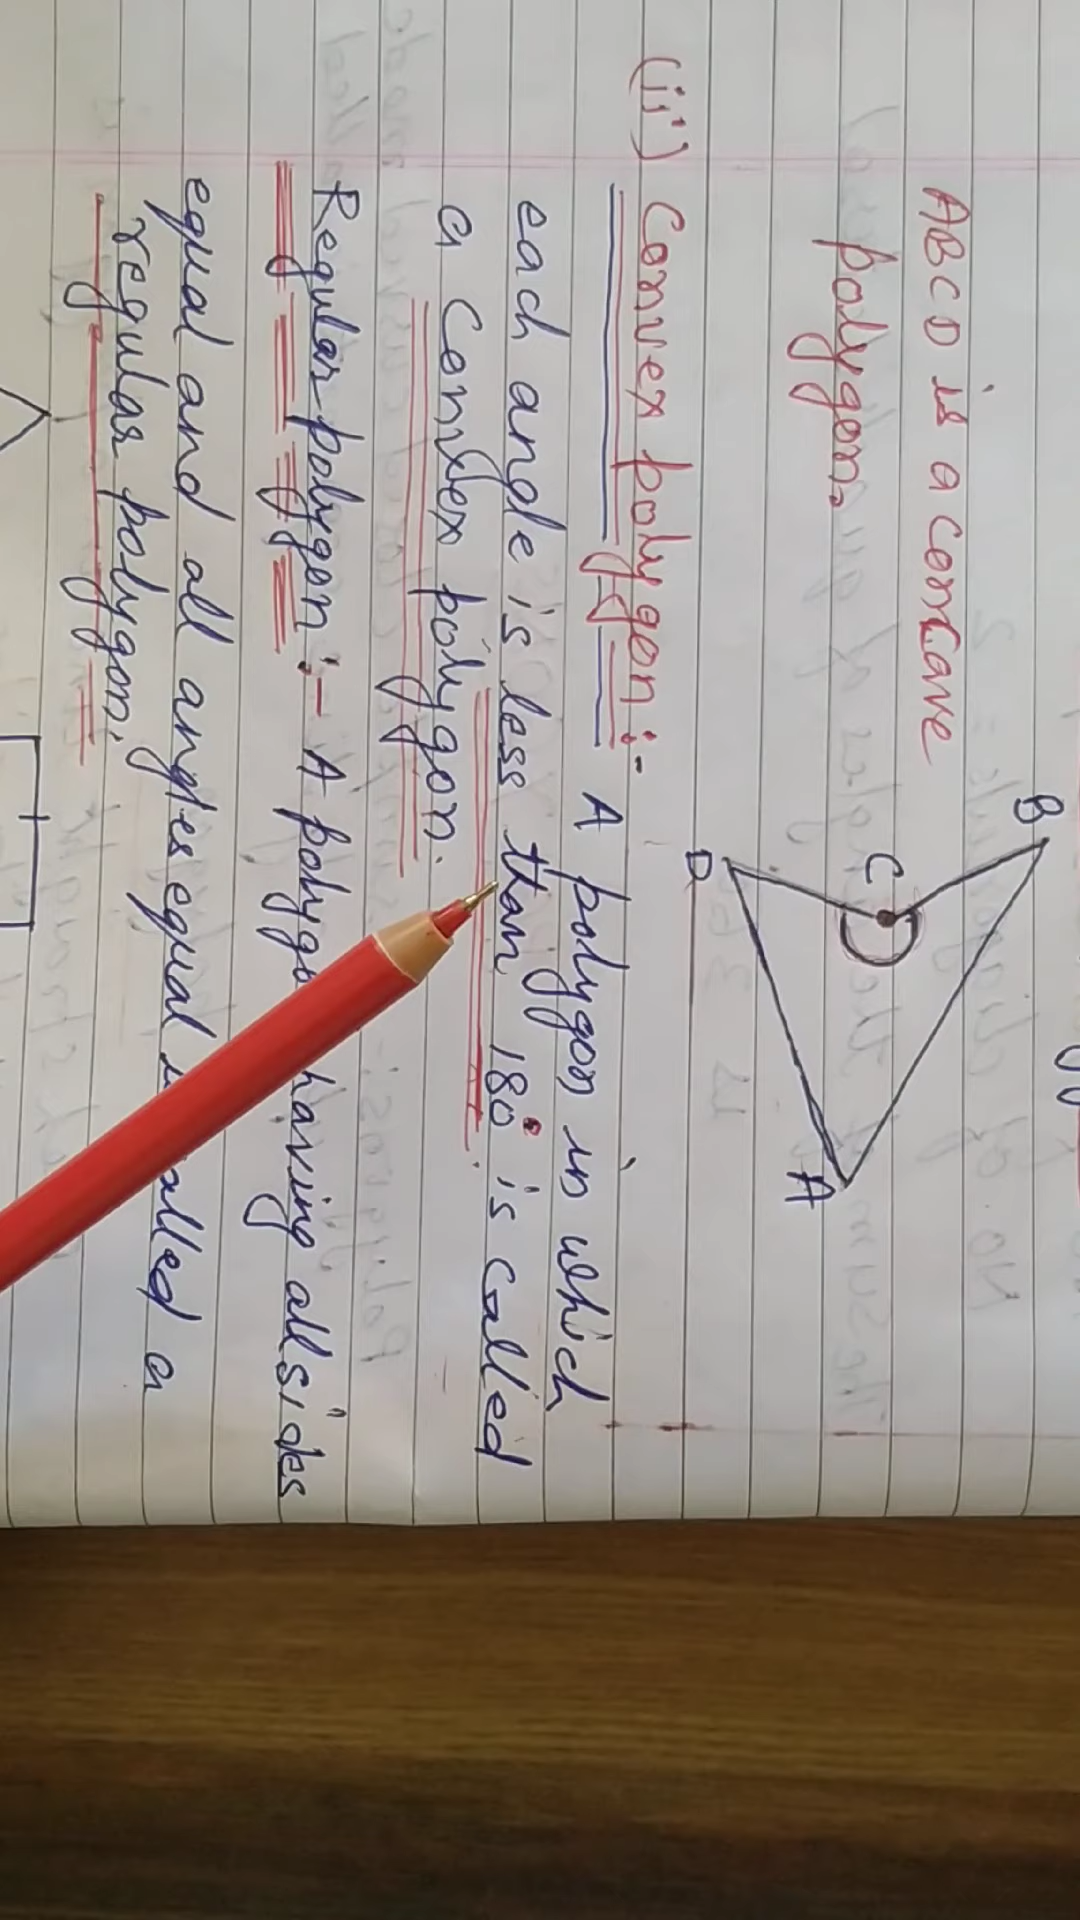 ABCD is a concave
polygon.
B
C
D
A
(ii) Convex polygon :- A polygon in which
each angle is less than 180° is called
a Convex polygon.
Regular polygon :- A polygo having all sides
equal and all angles equal called a
regular polygon.